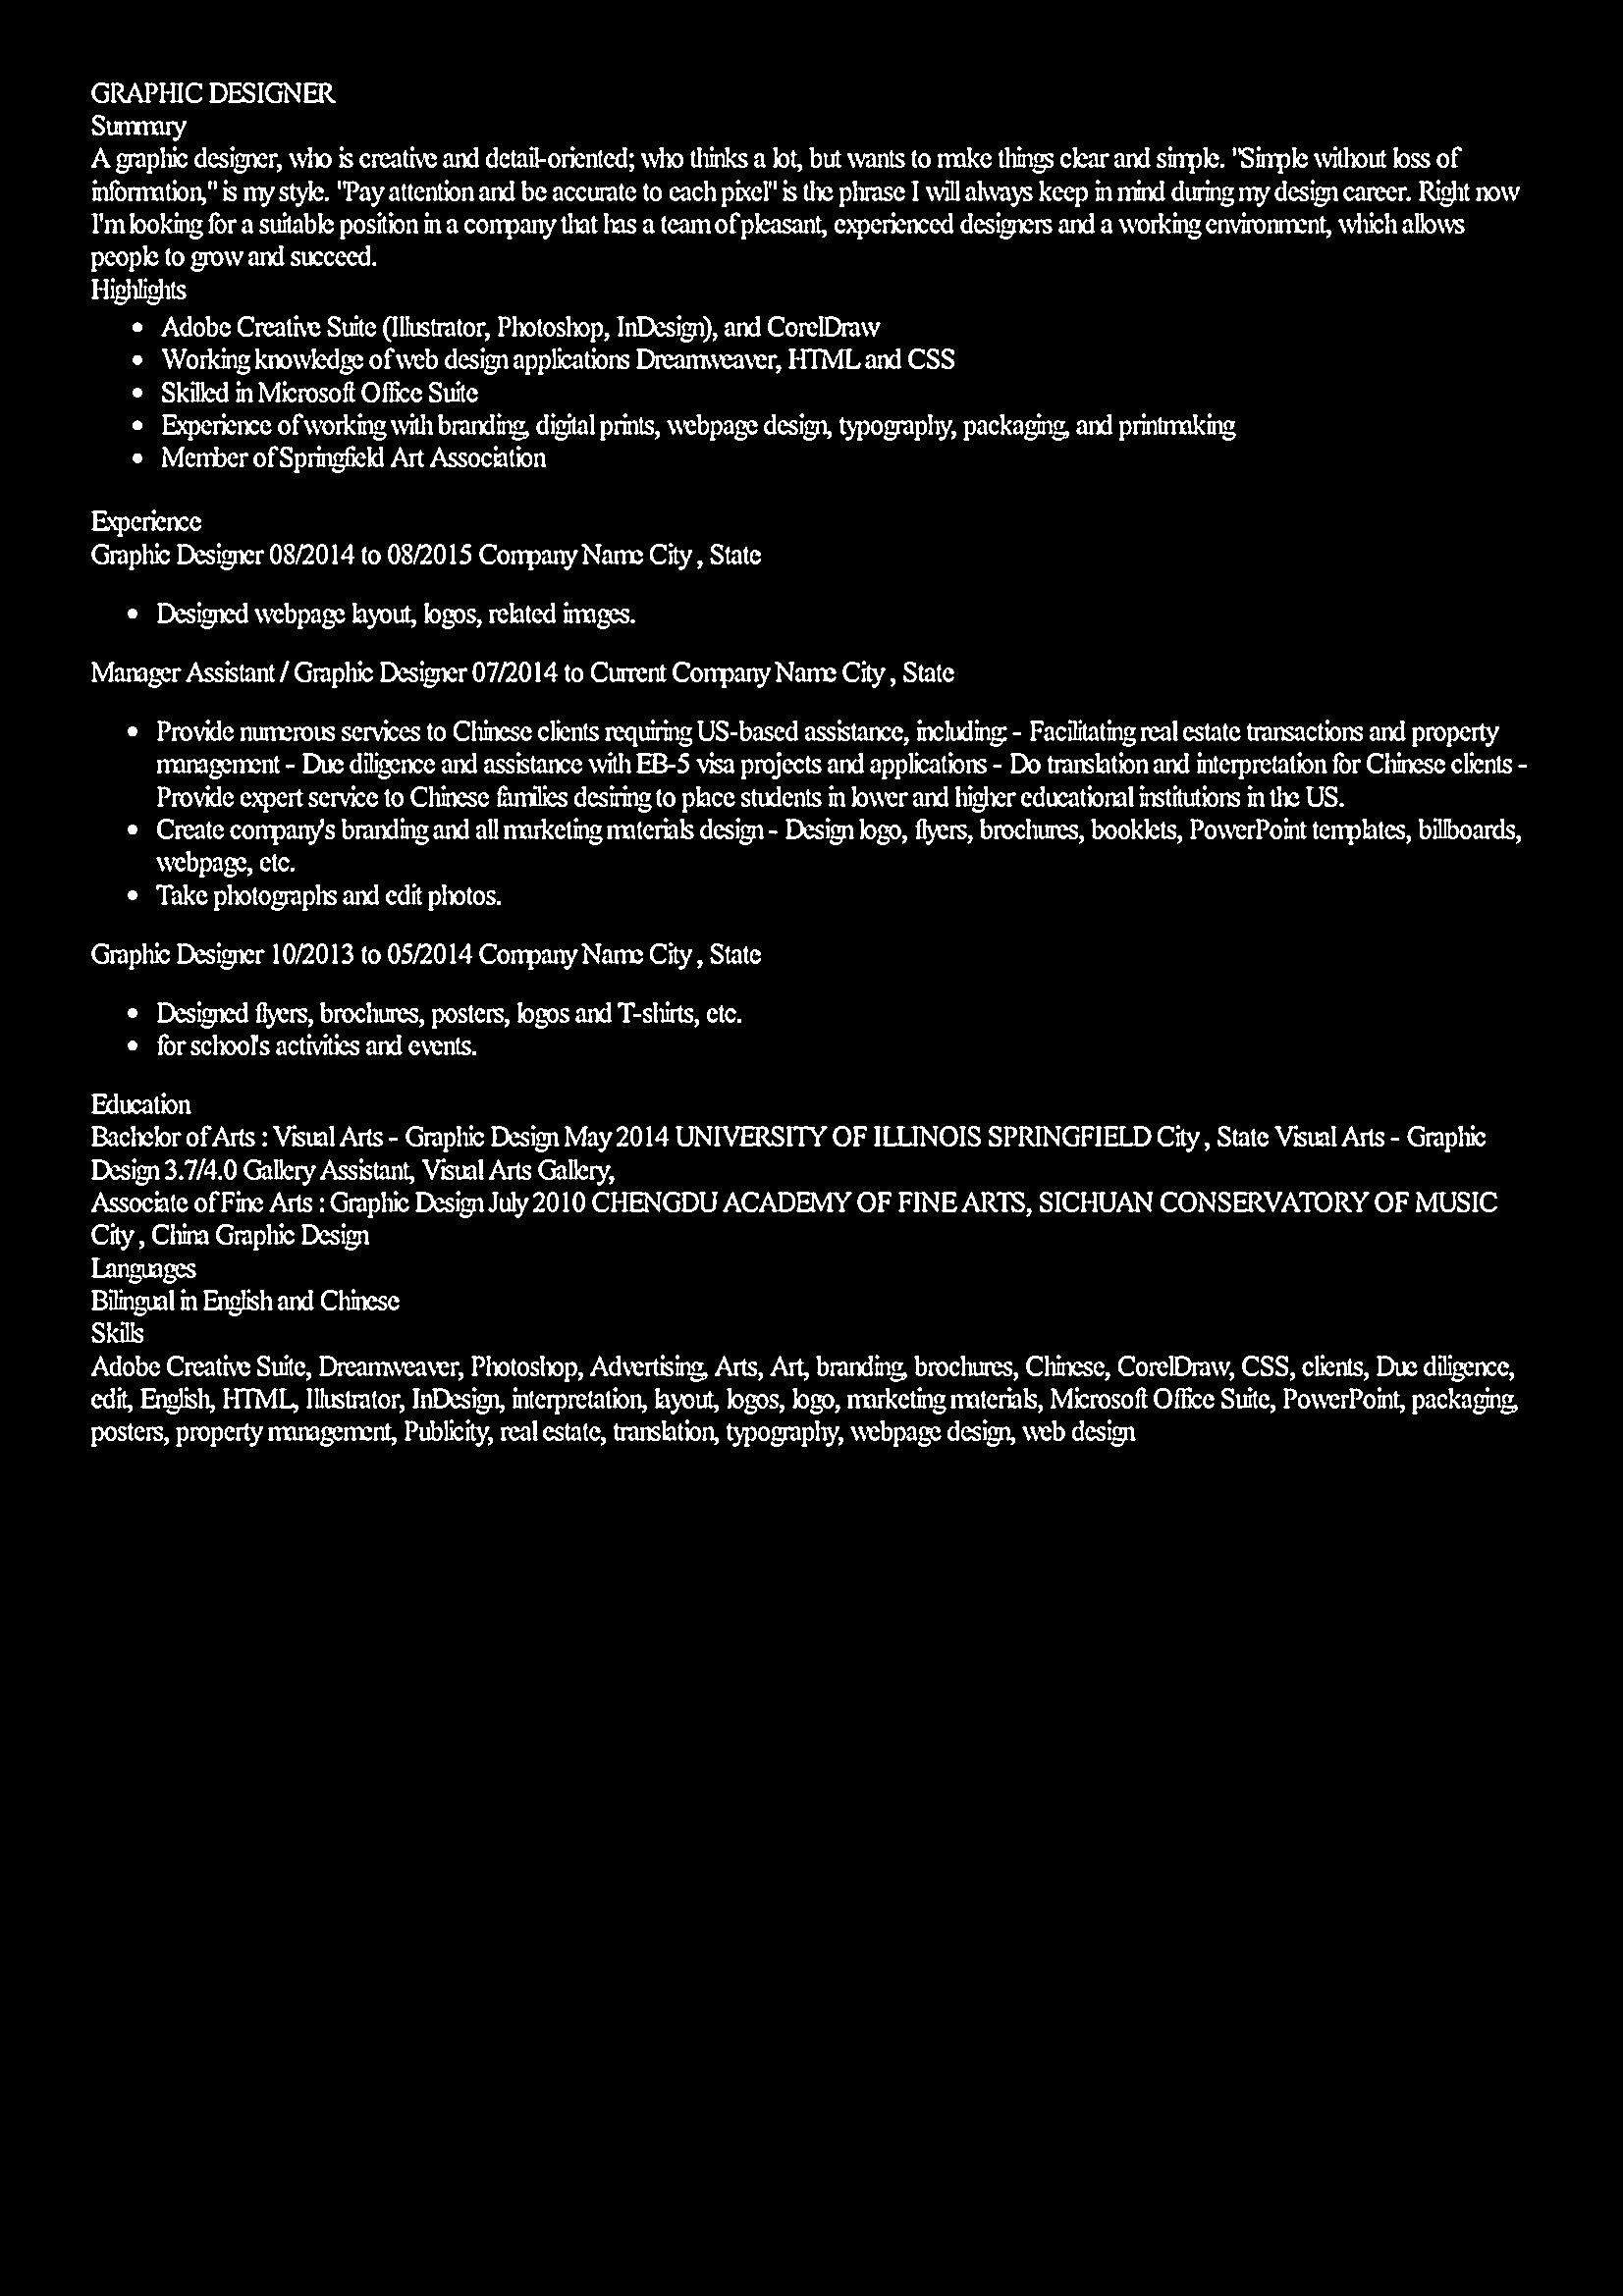 GRAPHIC DESIGNER
Summary
A graphic designer, who is creative and detail-oriented; who thinks a lot, but wants to make things clear and simple. "Simple without loss of
information," is my style. "Pay attention and be accurate to each pixel" is the phrase I will always keep in mind during my design career. Right now
I'm looking for a suitable position in a company that has a team of pleasant, experienced designers and a working environment, which allows
people to grow and succeed.
Highlights
• Adobe Creative Suite (Illustrator, Photoshop, InDesign), and CorelDraw
• Working knowledge of web design applications Dreamweaver, HTML and CSS
• Skilled in Microsoft Office Suite
• Experience of working with branding, digital prints, webpage design, typography, packaging, and printmaking
• Member of Springfield Art Association
Experience
Graphic Designer 08/2014 to 08/2015 Company Name City , State
• Designed webpage layout, logos, related images.
Manager Assistant / Graphic Designer 07/2014 to Current Company Name City , State
• Provide numerous services to Chinese clients requiring US-based assistance, including: - Facilitating real estate transactions and property
management - Due diligence and assistance with EB-5 visa projects and applications - Do translation and interpretation for Chinese clients -
Provide expert service to Chinese families desiring to place students in lower and higher educational institutions in the US.
• Create company's branding and all marketing materials design - Design logo, flyers, brochures, booklets, PowerPoint templates, billboards,
webpage, etc.
• Take photographs and edit photos.
Graphic Designer 10/2013 to 05/2014 Company Name City , State
• Designed flyers, brochures, posters, logos and T-shirts, etc.
• for school's activities and events.
Education
Bachelor of Arts : Visual Arts - Graphic Design May 2014 UNIVERSITY OF ILLINOIS SPRINGFIELD City , State Visual Arts - Graphic
Design 3.7/4.0 Gallery Assistant, Visual Arts Gallery,
Associate of Fine Arts : Graphic Design July 2010 CHENGDU ACADEMY OF FINE ARTS, SICHUAN CONSERVATORY OF MUSIC
City , China Graphic Design
Languages
Bilingual in English and Chinese
Skills
Adobe Creative Suite, Dreamweaver, Photoshop, Advertising, Arts, Art, branding, brochures, Chinese, CorelDraw, CSS, clients, Due diligence,
edit, English, HTML, Illustrator, InDesign, interpretation, layout, logos, logo, marketing materials, Microsoft Office Suite, PowerPoint, packaging,
posters, property management, Publicity, real estate, translation, typography, webpage design, web design